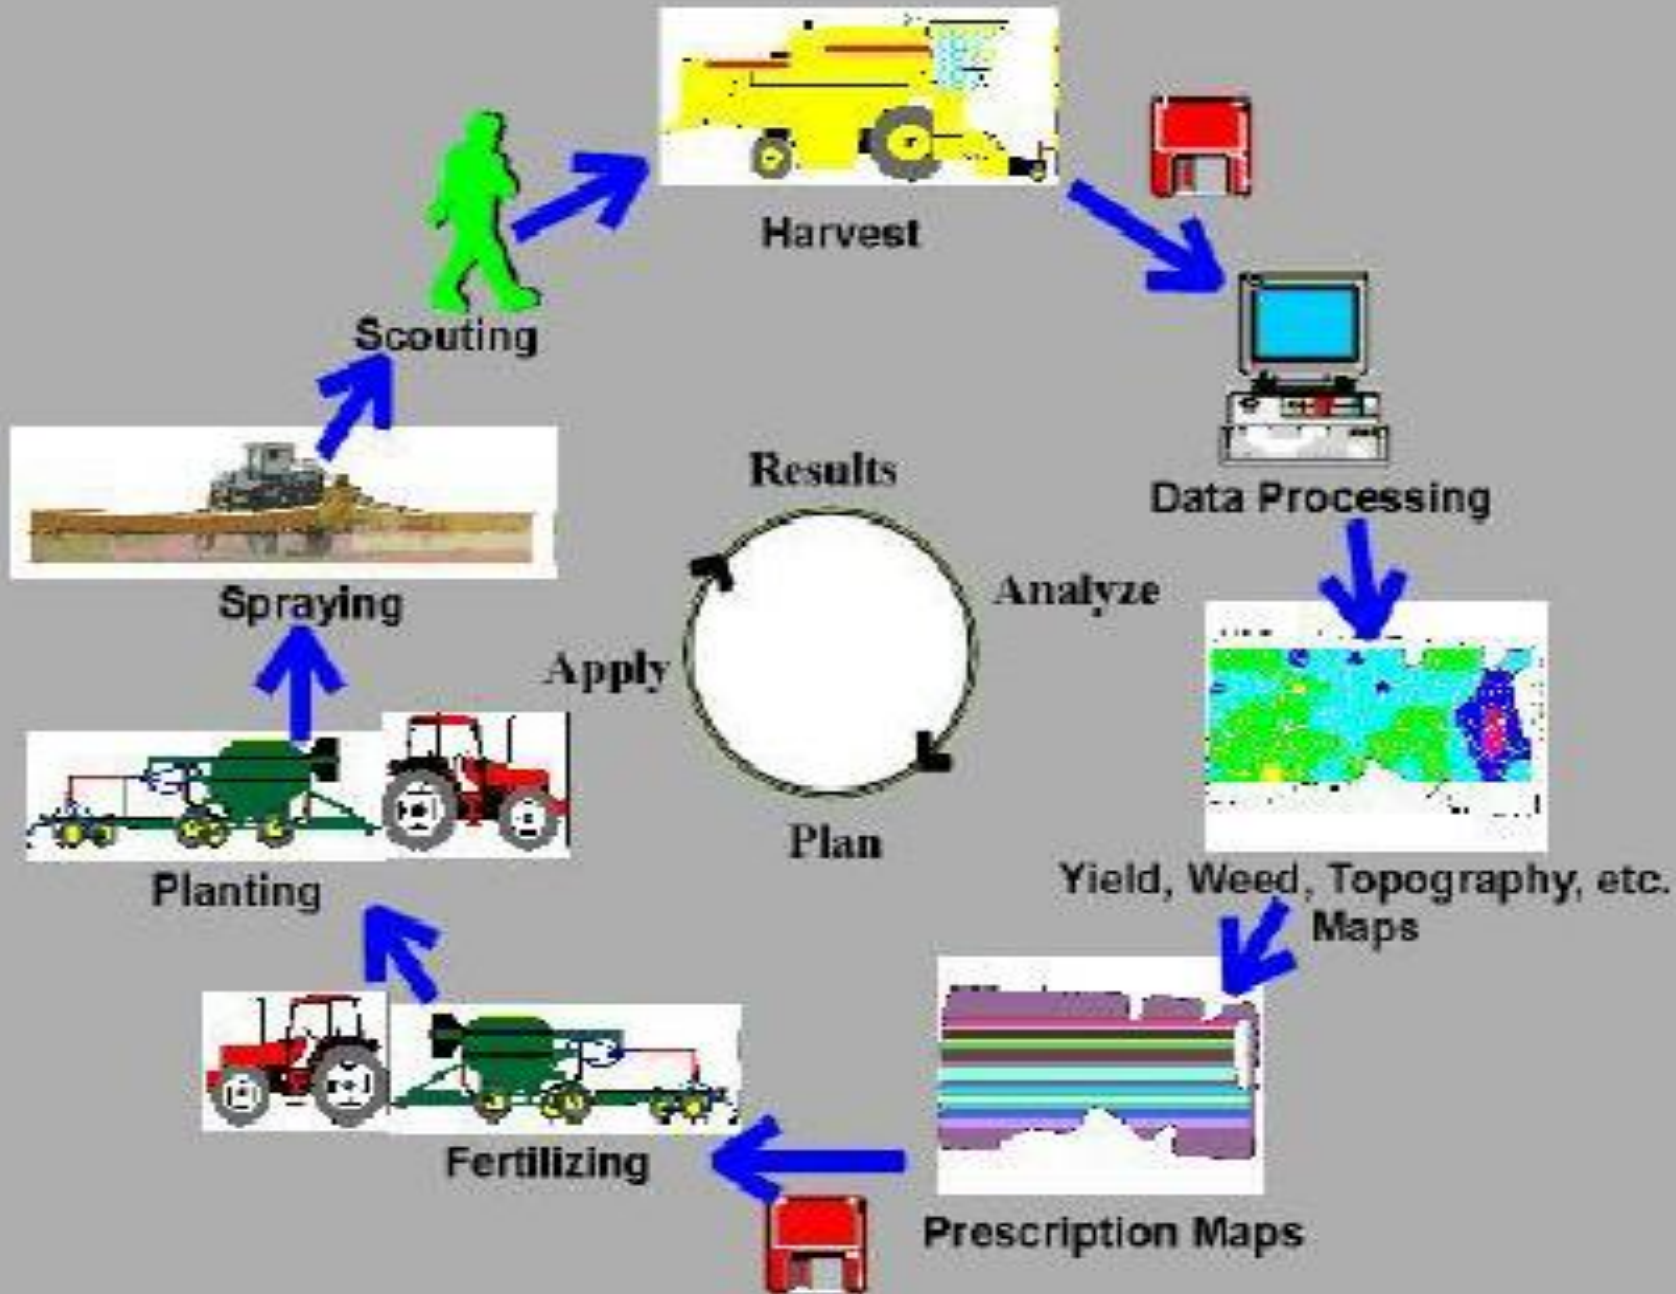 Harvest
Scouting
Results
Data Processing
Analyze
Spraying
Apply
Plan
Yield, Weed, Topography, etc.
Maps
Planting
Fertilizing
Prescription Maps